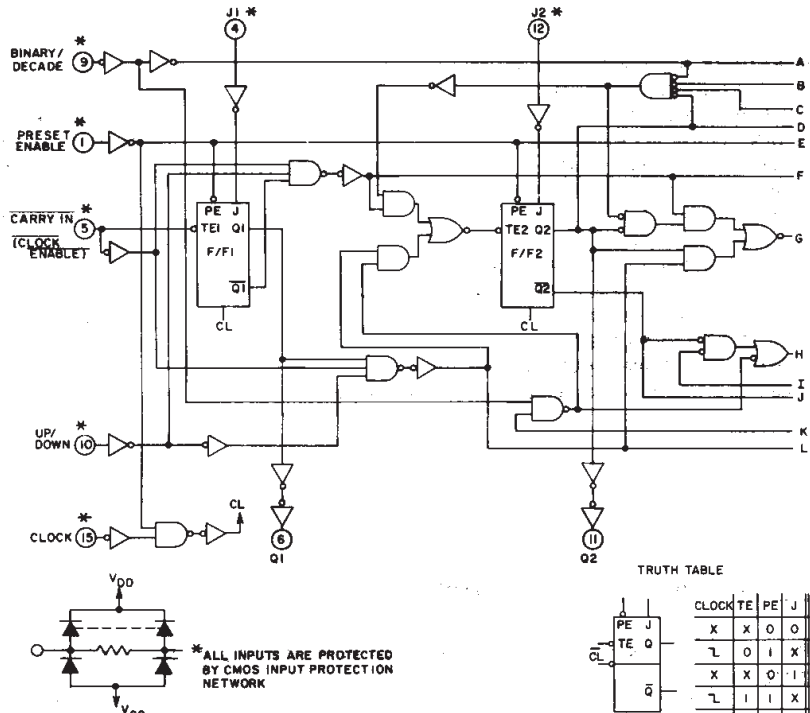 J1 *
4
J2 *
12
BINARY/
DECADE
*
9
A
B
C
D
PRESET
ENABLE
*
1
E
F
CARRY IN
*
5
(CLOCK
ENABLE)
PE J
TE1 Q1
F/F1
Q1
CL
PE J
TE2 Q2
F/F2
Q2
CL
G
H
I
J
K
L
UP/
DOWN
*
10
CL
CLOCK
*
15
6
Q1
11
Q2
VDD
* ALL INPUTS ARE PROTECTED
BY CMOS INPUT PROTECTION
NETWORK
TRUTH TABLE
PE J
TE Q
CL
Q
CLOCK TE PE J
X X 0 0
0 1 X
X X 0 1
1 1 X